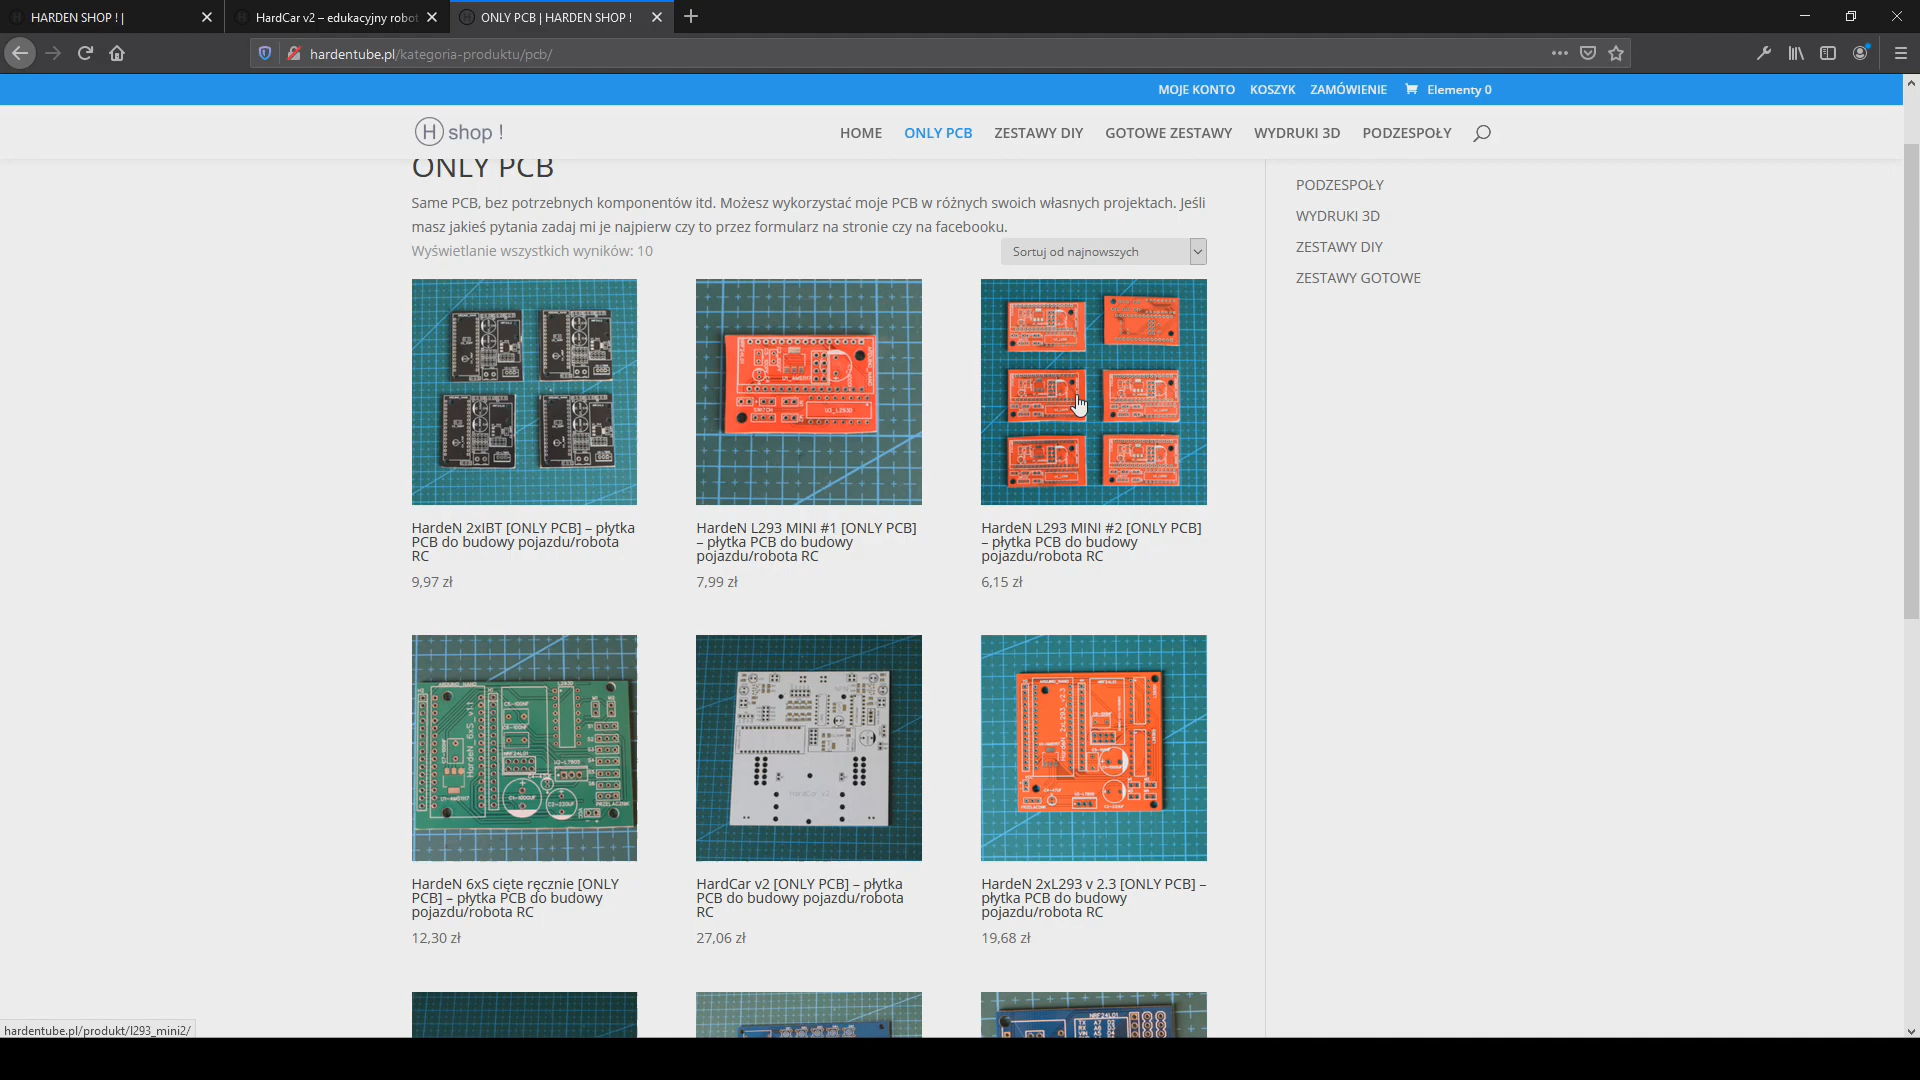 HARDEN SHOP ! |
HardCar v2 – edukacyjny robot
ONLY PCB | HARDEN SHOP !
hardentube.pl/kategoria-produktu/pcb/
MOJE KONTO KOSZYK ZAMÓWIENIE Elementy 0
H shop !
HOME ONLY PCB ZESTAWY DIY GOTOWE ZESTAWY WYDRUKI 3D PODZESPOŁY
ONLY PCB
Same PCB, bez potrzebnych komponentów itd. Możesz wykorzystać moje PCB w różnych swoich własnych projektach. Jeśli
masz jakieś pytania zadaj mi je najpierw czy to przez formularz na stronie czy na facebooku.
Wyświetlanie wszystkich wyników: 10
Sortuj od najnowszych
PODZESPOŁY
WYDRUKI 3D
ZESTAWY DIY
ZESTAWY GOTOWE
HardeN 2xIBT [ONLY PCB] – płytka
PCB do budowy pojazdu/robota
RC
9,97 zł
HardeN L293 MINI #1 [ONLY PCB]
– płytka PCB do budowy
pojazdu/robota RC
7,99 zł
HardeN L293 MINI #2 [ONLY PCB]
– płytka PCB do budowy
pojazdu/robota RC
6,15 zł
HardeN 6xS cięte ręcznie [ONLY
PCB] – płytka PCB do budowy
pojazdu/robota RC
12,30 zł
HardCar v2 [ONLY PCB] – płytka
PCB do budowy pojazdu/robota
RC
27,06 zł
HardeN 2xL293 v 2.3 [ONLY PCB] –
płytka PCB do budowy
pojazdu/robota RC
19,68 zł
hardentube.pl/produkt/l293_mini2/